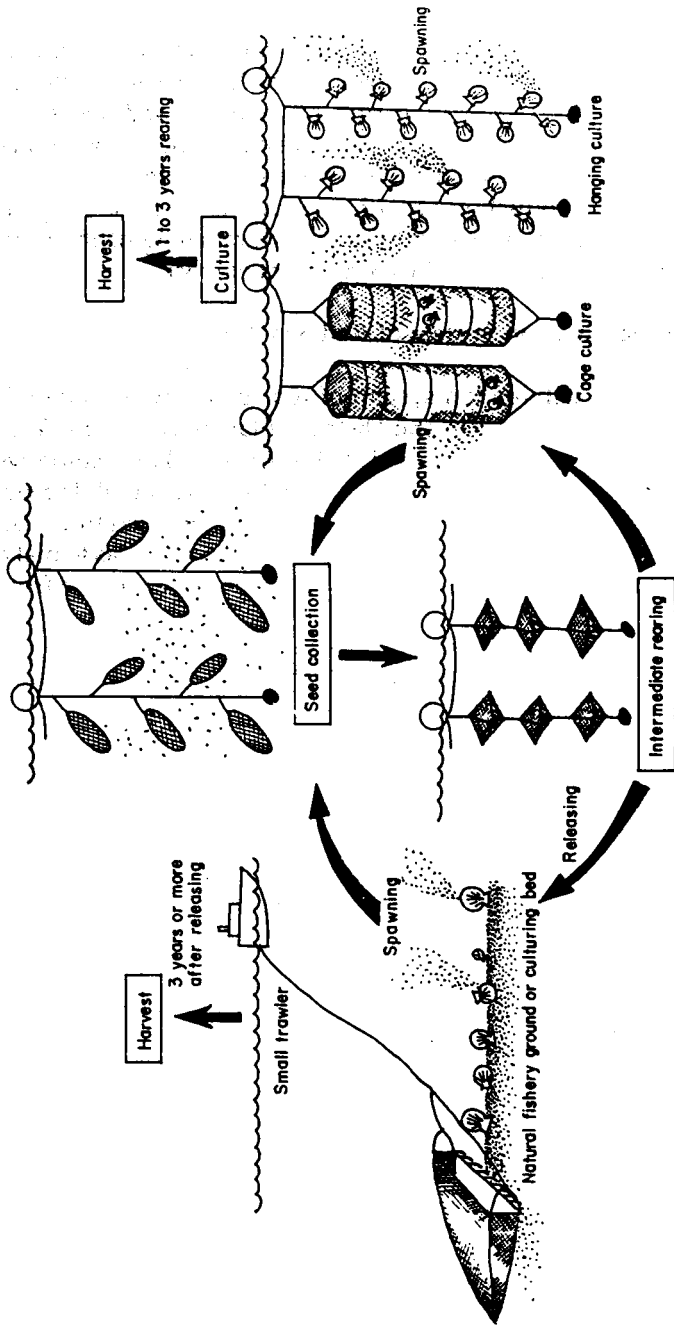 Harvest
3 years or more
after releasing
Small trawler
Spawning
Natural fishery ground or culturing bed
Releasing
Seed collection
Intermediate rearing
Harvest
1 to 3 years rearing
Culture
Spawning
Cage culture
Spawning
Hanging culture